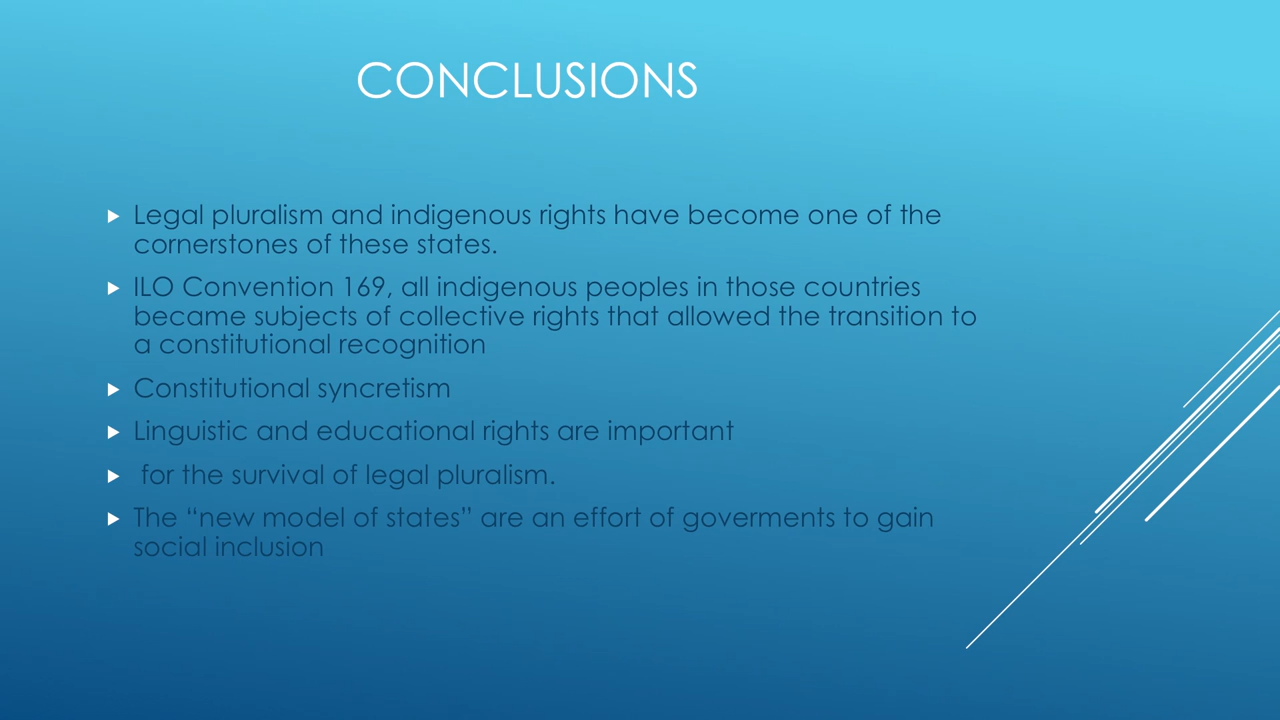 CONCLUSIONS
Legal pluralism and indigenous rights have become one of the
cornerstones of these states.
ILO Convention 169, all indigenous peoples in those countries
became subjects of collective rights that allowed the transition to
a constitutional recognition
Constitutional syncretism
Linguistic and educational rights are important
for the survival of legal pluralism.
The “new model of states” are an effort of goverments to gain
social inclusion